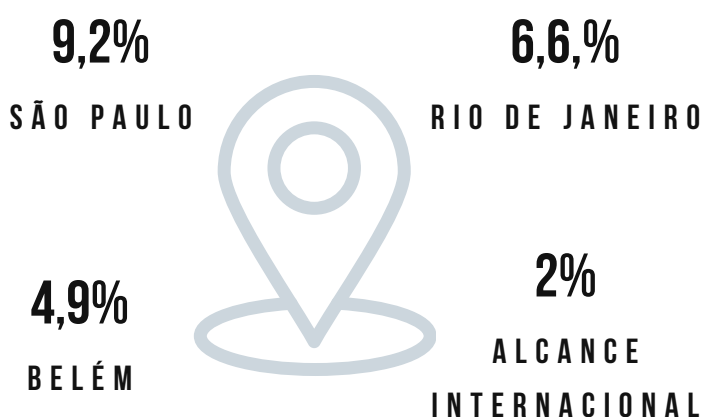 9,2%
SÃO PAULO
6,6,%
RIO DE JANEIRO
4,9%
BELÉM
2%
ALCANCE
INTERNACIONAL